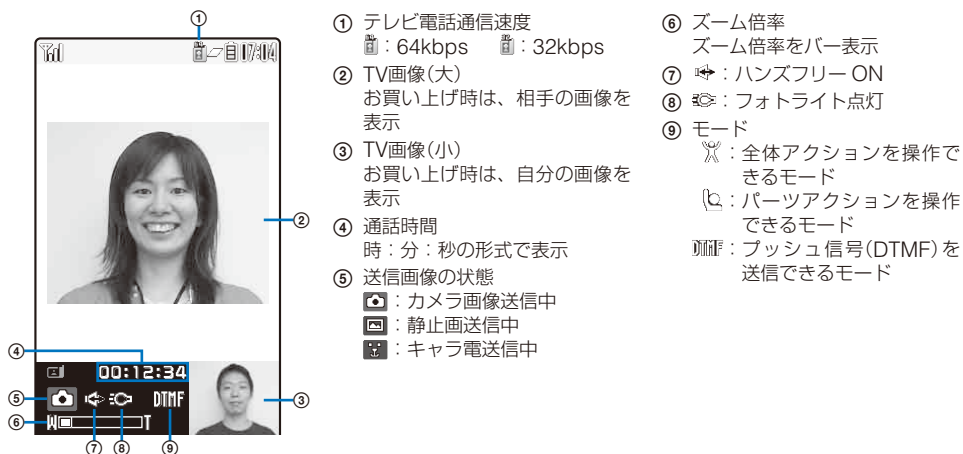 ①
17:14
②
④
00:12:34
⑤
DTMF
③
⑥
W
T
⑦
⑧
⑨
① テレビ電話通信速度
：64kbps ：32kbps
② TV画像（大）
お買い上げ時は、相手の画像を
表示
③ TV画像（小）
お買い上げ時は、自分の画像を
表示
④ 通話時間
時：分：秒の形式で表示
⑤ 送信画像の状態
：カメラ画像送信中
：静止画送信中
：キャラ電送信中
⑥ ズーム倍率
ズーム倍率をバー表示
⑦ ：ハンズフリー ON
⑧ ：フォトライト点灯
⑨ モード
：全体アクションを操作で
きるモード
：パーツアクションを操作
できるモード
DTMF：プッシュ信号（DTMF）を
送信できるモード